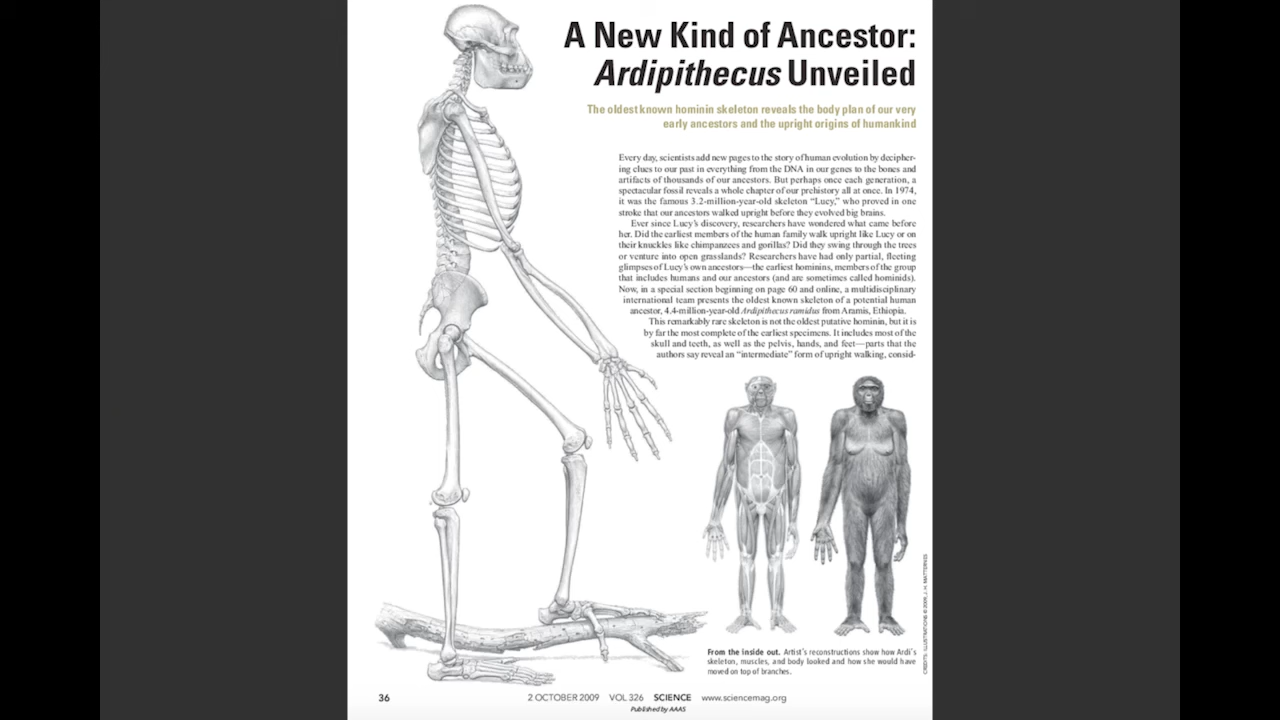 A New Kind of Ancestor:
Ardipithecus Unveiled
The oldest known hominin skeleton reveals the body plan of our very
early ancestors and the upright origins of humankind
Every day, scientists add new pages to the story of human evolution by decipher-
ing clues to our past in everything from the DNA in our genes to the bones and
artifacts of thousands of our ancestors. But perhaps once each generation, a
spectacular fossil reveals a whole chapter of our prehistory all at once. In 1974,
it was the famous 3.2-million-year-old skeleton “Lucy,” who proved in one
stroke that our ancestors walked upright before they evolved big brains.
Ever since Lucy’s discovery, researchers have wondered what came before
her. Did the earliest members of the human family walk upright like Lucy or on
their knuckles like chimpanzees and gorillas? Did they swing through the trees
or venture into open grasslands? Researchers have had only partial, fleeting
glimpses of Lucy’s own ancestors—the earliest hominins, members of the group
that includes humans and our ancestors (and are sometimes called hominids).
Now, in a special section beginning on page 60 and online, a multidisciplinary
international team presents the oldest known skeleton of a potential human
ancestor, 4.4-million-year-old Ardipithecus ramidus from Aramis, Ethiopia.
This remarkably rare skeleton is not the oldest putative hominin, but it is
by far the most complete of the earliest specimens. It includes most of the
skull and teeth, as well as the pelvis, hands, and feet—parts that the
authors say reveal an “intermediate” form of upright walking, consid-
From the inside out. Artist’s reconstructions show how Ardi’s
skeleton, muscles, and body looked and how she would have
moved on top of branches.
CREDITS: ILLUSTRATIONS © 2009, J. H. MATTERNES
36 2 OCTOBER 2009 VOL 326 SCIENCE www.sciencemag.org
Published by AAAS